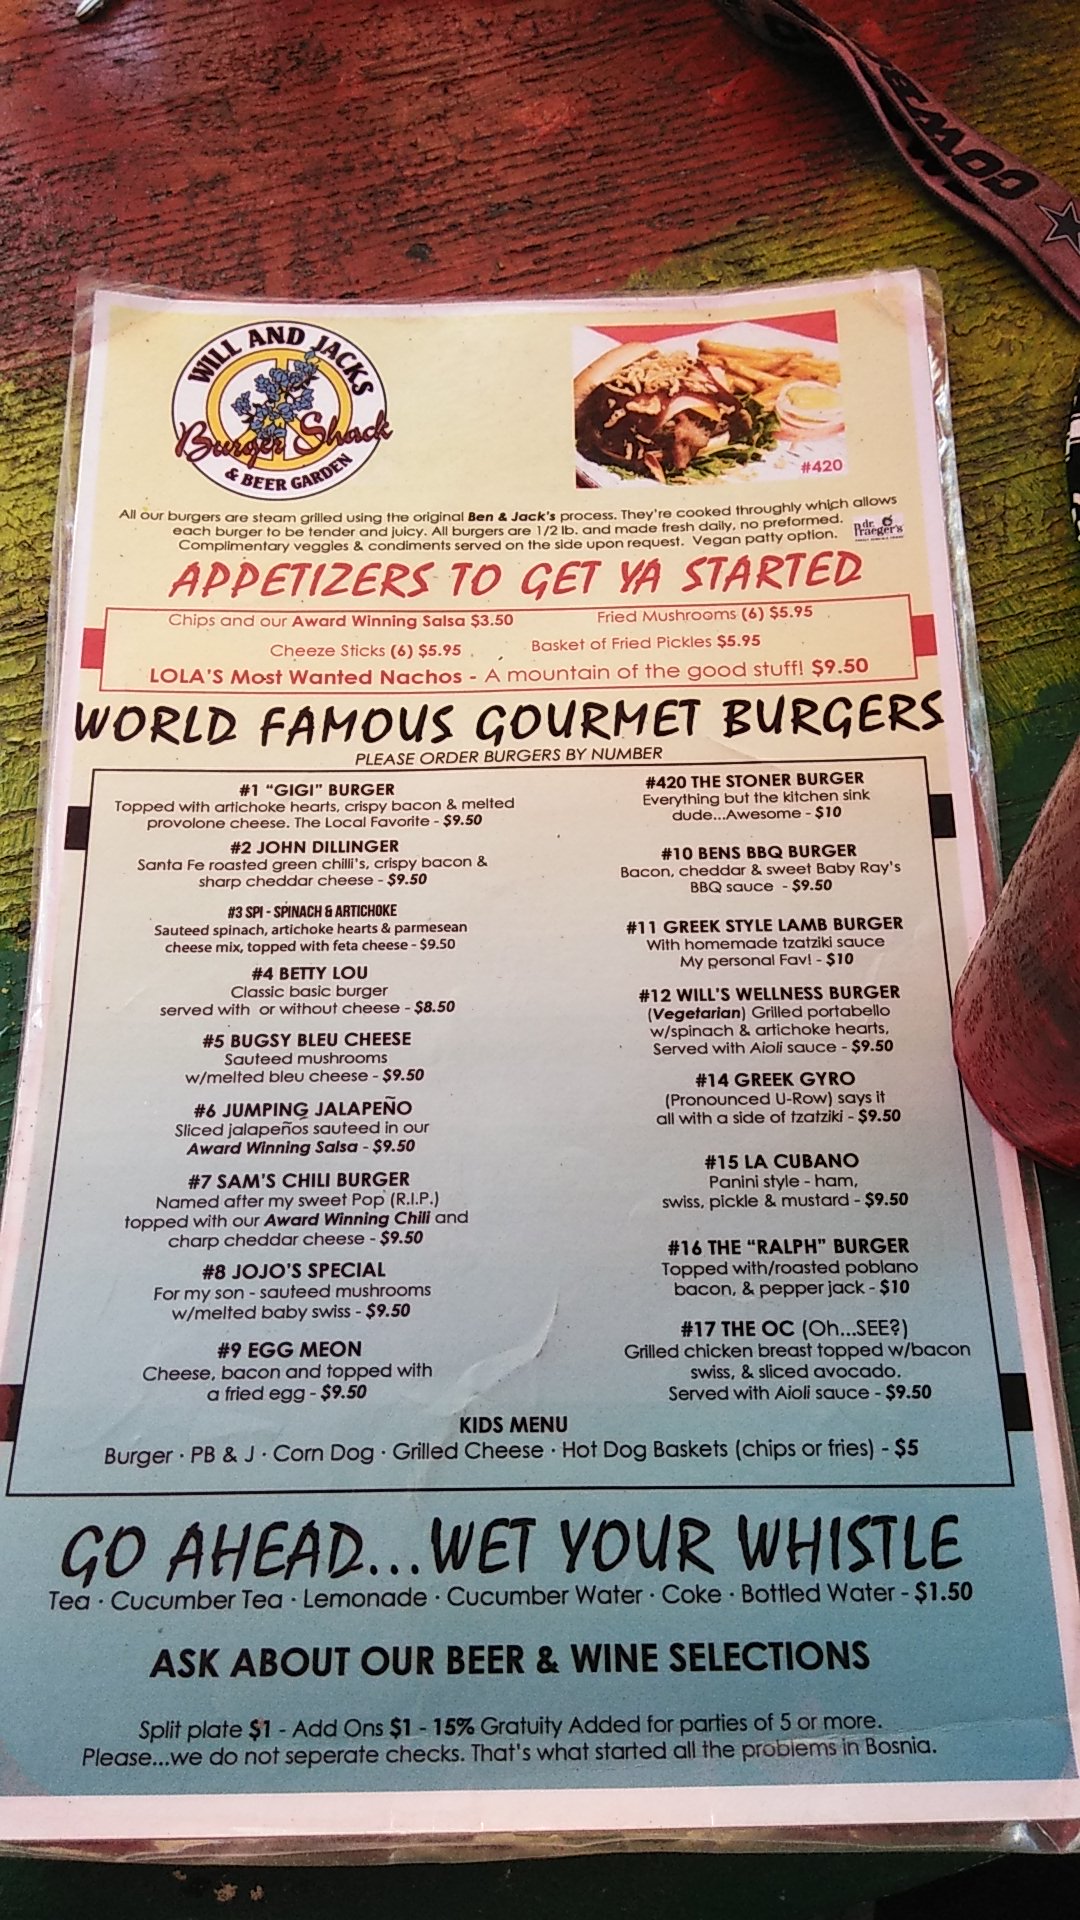 COWB
WILL AND JACKS
Burger Shack
& BEER GARDEN
#420
All our burgers are steam grilled using the original Ben & Jack's process. They're cooked throughly which allows
each burger to be tender and juicy. All burgers are 1/2 lb. and made fresh daily, no preformed.
Complimentary veggies & condiments served on the side upon request. Vegan patty option.
dr. Praeger's
APPETIZERS TO GET YA STARTED
Chips and our Award Winning Salsa $3.50
Fried Mushrooms (6) $5.95
Cheeze Sticks (6) $5.95
Basket of Fried Pickles $5.95
LOLA'S Most Wanted Nachos - A mountain of the good stuff! $9.50
WORLD FAMOUS GOURMET BURGERS
PLEASE ORDER BURGERS BY NUMBER
#1 "GIGI" BURGER
Topped with artichoke hearts, crispy bacon & melted
provolone cheese. The Local Favorite - $9.50
#2 JOHN DILLINGER
Santa Fe roasted green chilli's, crispy bacon &
sharp cheddar cheese - $9.50
#3 SPI - SPINACH & ARTICHOKE
Sauteed spinach, artichoke hearts & parmesean
cheese mix, topped with feta cheese - $9.50
#4 BETTY LOU
Classic basic burger
served with or without cheese - $8.50
#5 BUGSY BLEU CHEESE
Sauteed mushrooms
w/melted bleu cheese - $9.50
#6 JUMPING JALAPEÑO
Sliced jalapeños sauteed in our
Award Winning Salsa - $9.50
#7 SAM'S CHILI BURGER
Named after my sweet Pop (R.I.P.)
topped with our Award Winning Chili and
charp cheddar cheese - $9.50
#8 JOJO'S SPECIAL
For my son - sauteed mushrooms
w/melted baby swiss - $9.50
#9 EGG MEON
Cheese, bacon and topped with
a fried egg - $9.50
#420 THE STONER BURGER
Everything but the kitchen sink
dude...Awesome - $10
#10 BENS BBQ BURGER
Bacon, cheddar & sweet Baby Ray's
BBQ sauce - $9.50
#11 GREEK STYLE LAMB BURGER
With homemade tzatziki sauce
My personal Fav! - $10
#12 WILL'S WELLNESS BURGER
(Vegetarian) Grilled portabello
w/spinach & artichoke hearts,
Served with Aioli sauce - $9.50
#14 GREEK GYRO
(Pronounced U-Row) says it
all with a side of tzatziki - $9.50
#15 LA CUBANO
Panini style - ham,
swiss, pickle & mustard - $9.50
#16 THE "RALPH" BURGER
Topped with/roasted poblano
bacon, & pepper jack - $10
#17 THE OC (Oh...SEE?)
Grilled chicken breast topped w/bacon
swiss, & sliced avocado.
Served with Aioli sauce - $9.50
KIDS MENU
Burger · PB & J · Corn Dog · Grilled Cheese · Hot Dog Baskets (chips or fries) - $5
GO AHEAD...WET YOUR WHISTLE
Tea · Cucumber Tea · Lemonade · Cucumber Water · Coke · Bottled Water - $1.50
ASK ABOUT OUR BEER & WINE SELECTIONS
Split plate $1 - Add Ons $1 - 15% Gratuity Added for parties of 5 or more.
Please...we do not seperate checks. That's what started all the problems in Bosnia.